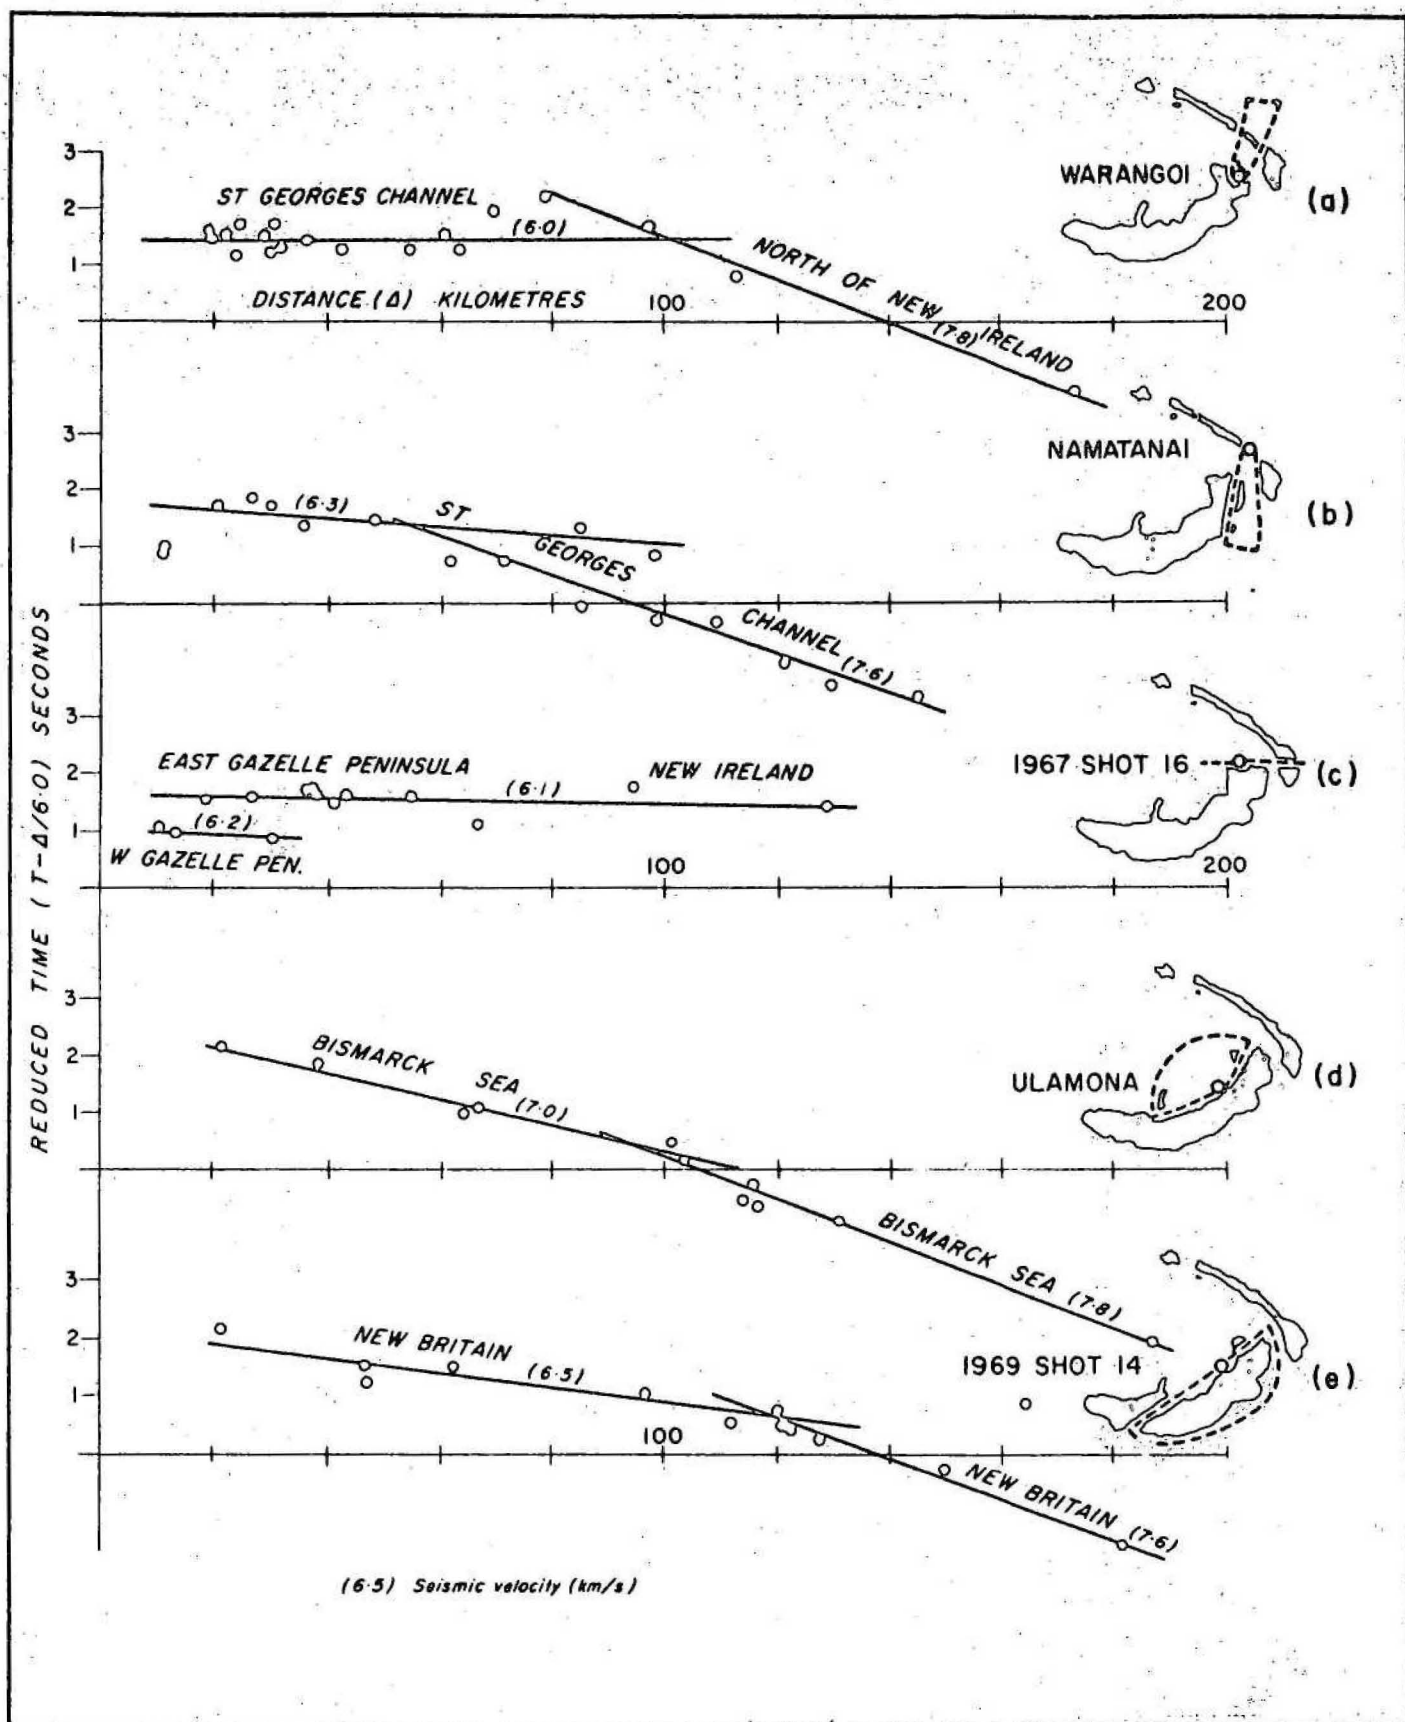 3
2
1
ST GEORGES CHANNEL
(6·0)
NORTH OF NEW IRELAND
(7·8)
DISTANCE (Δ) KILOMETRES
100
200
WARANGOI
(a)
3
2
1
(6·3)
ST GEORGES CHANNEL
(7·6)
NAMATANAI
(b)
REDUCED TIME (T-Δ/6·0) SECONDS
3
2
1
EAST GAZELLE PENINSULA
(6·1)
NEW IRELAND
(6·2)
W GAZELLE PEN.
100
200
1967 SHOT 16
(c)
3
2
1
BISMARCK SEA
(7·0)
BISMARCK SEA (7·8)
ULAMONA
(d)
3
2
1
NEW BRITAIN
(6·5)
100
NEW BRITAIN (7·6)
1969 SHOT 14
(e)
(6·5) Seismic velocity (km/s)